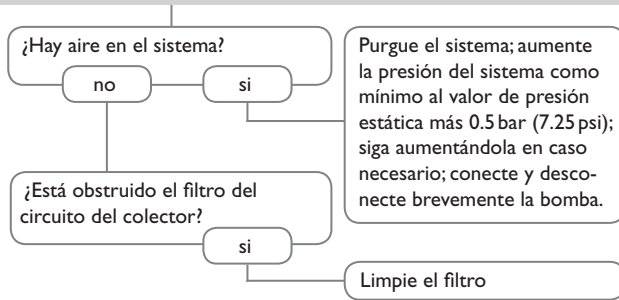 ¿Hay aire en el sistema?
no
si
Purgue el sistema; aumente
la presión del sistema como
mínimo al valor de presión
estática más 0.5 bar (7.25 psi);
siga aumentándola en caso
necesario; conecte y desco-
necte brevemente la bomba.
¿Está obstruido el filtro del
circuito del colector?
si
Limpie el filtro